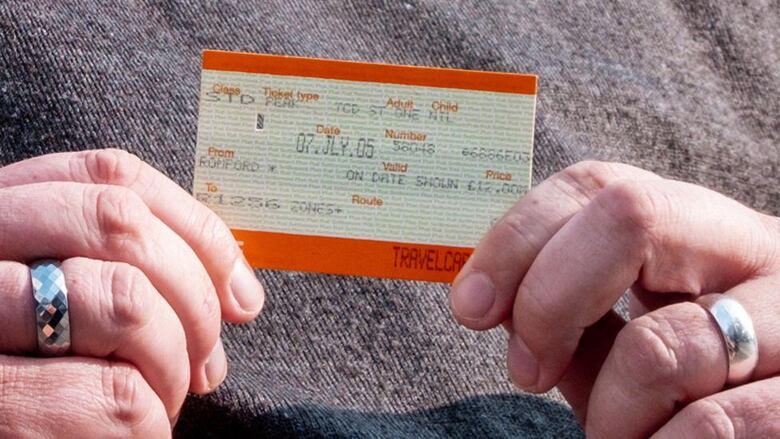 Class Ticket type Adult Child
STD PEAK TCD ST ONE NIL
Date Number
07.JLY.05 56048
From Valid Price
ROMFORD * ON DATE SHOWN £12.00
To Route
R1256 ZONES*
TRAVELCA